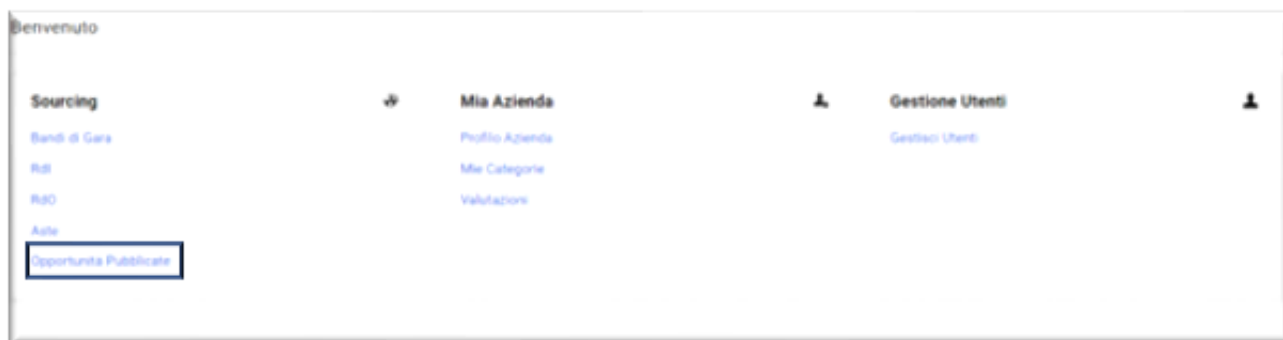 Benvenuto
Sourcing
Bandi di Gara
RdI
RdO
Aste
Opportunita Pubblicate
Mia Azienda
Profilo Azienda
Mie Categorie
Valutazioni
Gestione Utenti
Gestisci Utenti